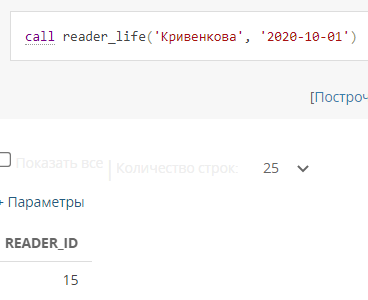 call reader_life('Кривенкова', '2020-10-01')
[Построч
Показать все | Количество строк: 25
+ Параметры
READER_ID
15